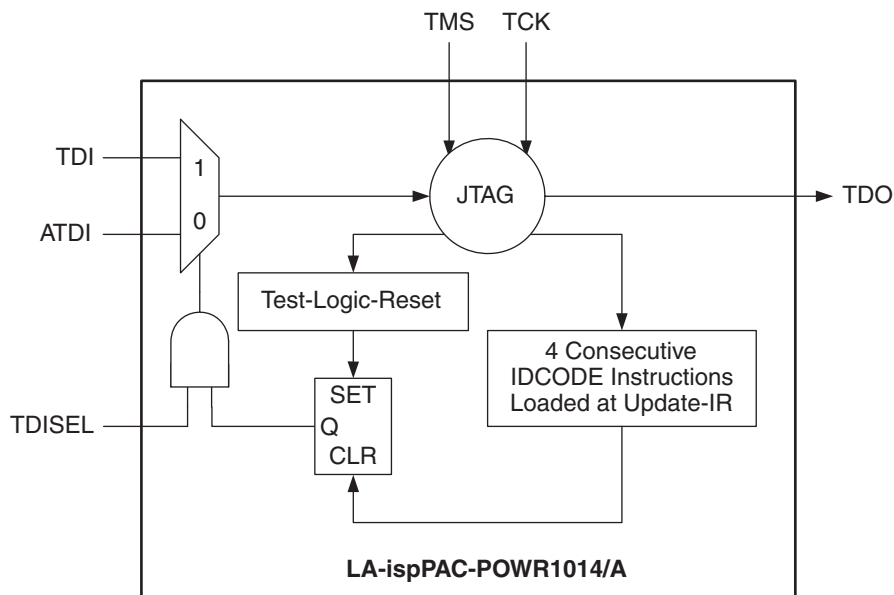 TMS
TCK
TDI
1
JTAG
TDO
ATDI
0
Test-Logic-Reset
4 Consecutive
IDCODE Instructions
Loaded at Update-IR
SET
TDISEL
Q
CLR
LA-ispPAC-POWR1014/A